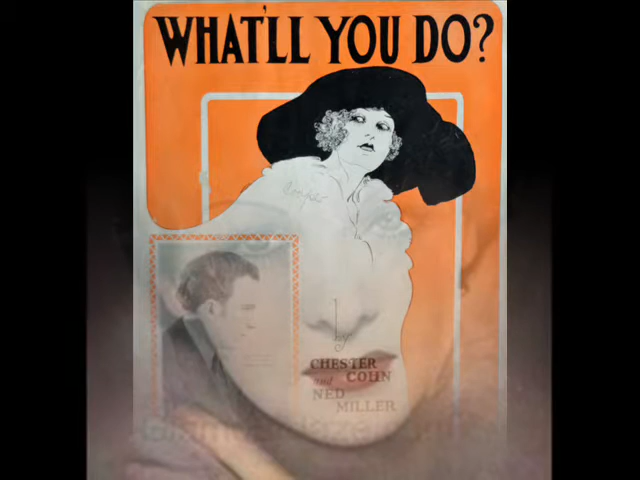 WHAT'LL YOU DO?
by
CHESTER
and COHN
NED
MILLER